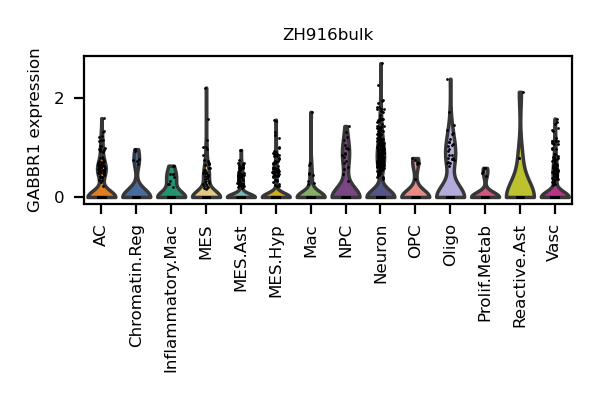 ZH916bulk
GABBR1 expression
2
0
AC
Chromatin.Reg
Inflammatory.Mac
MES
MES.Ast
MES.Hyp
Mac
NPC
Neuron
OPC
Oligo
Prolif.Metab
Reactive.Ast
Vasc